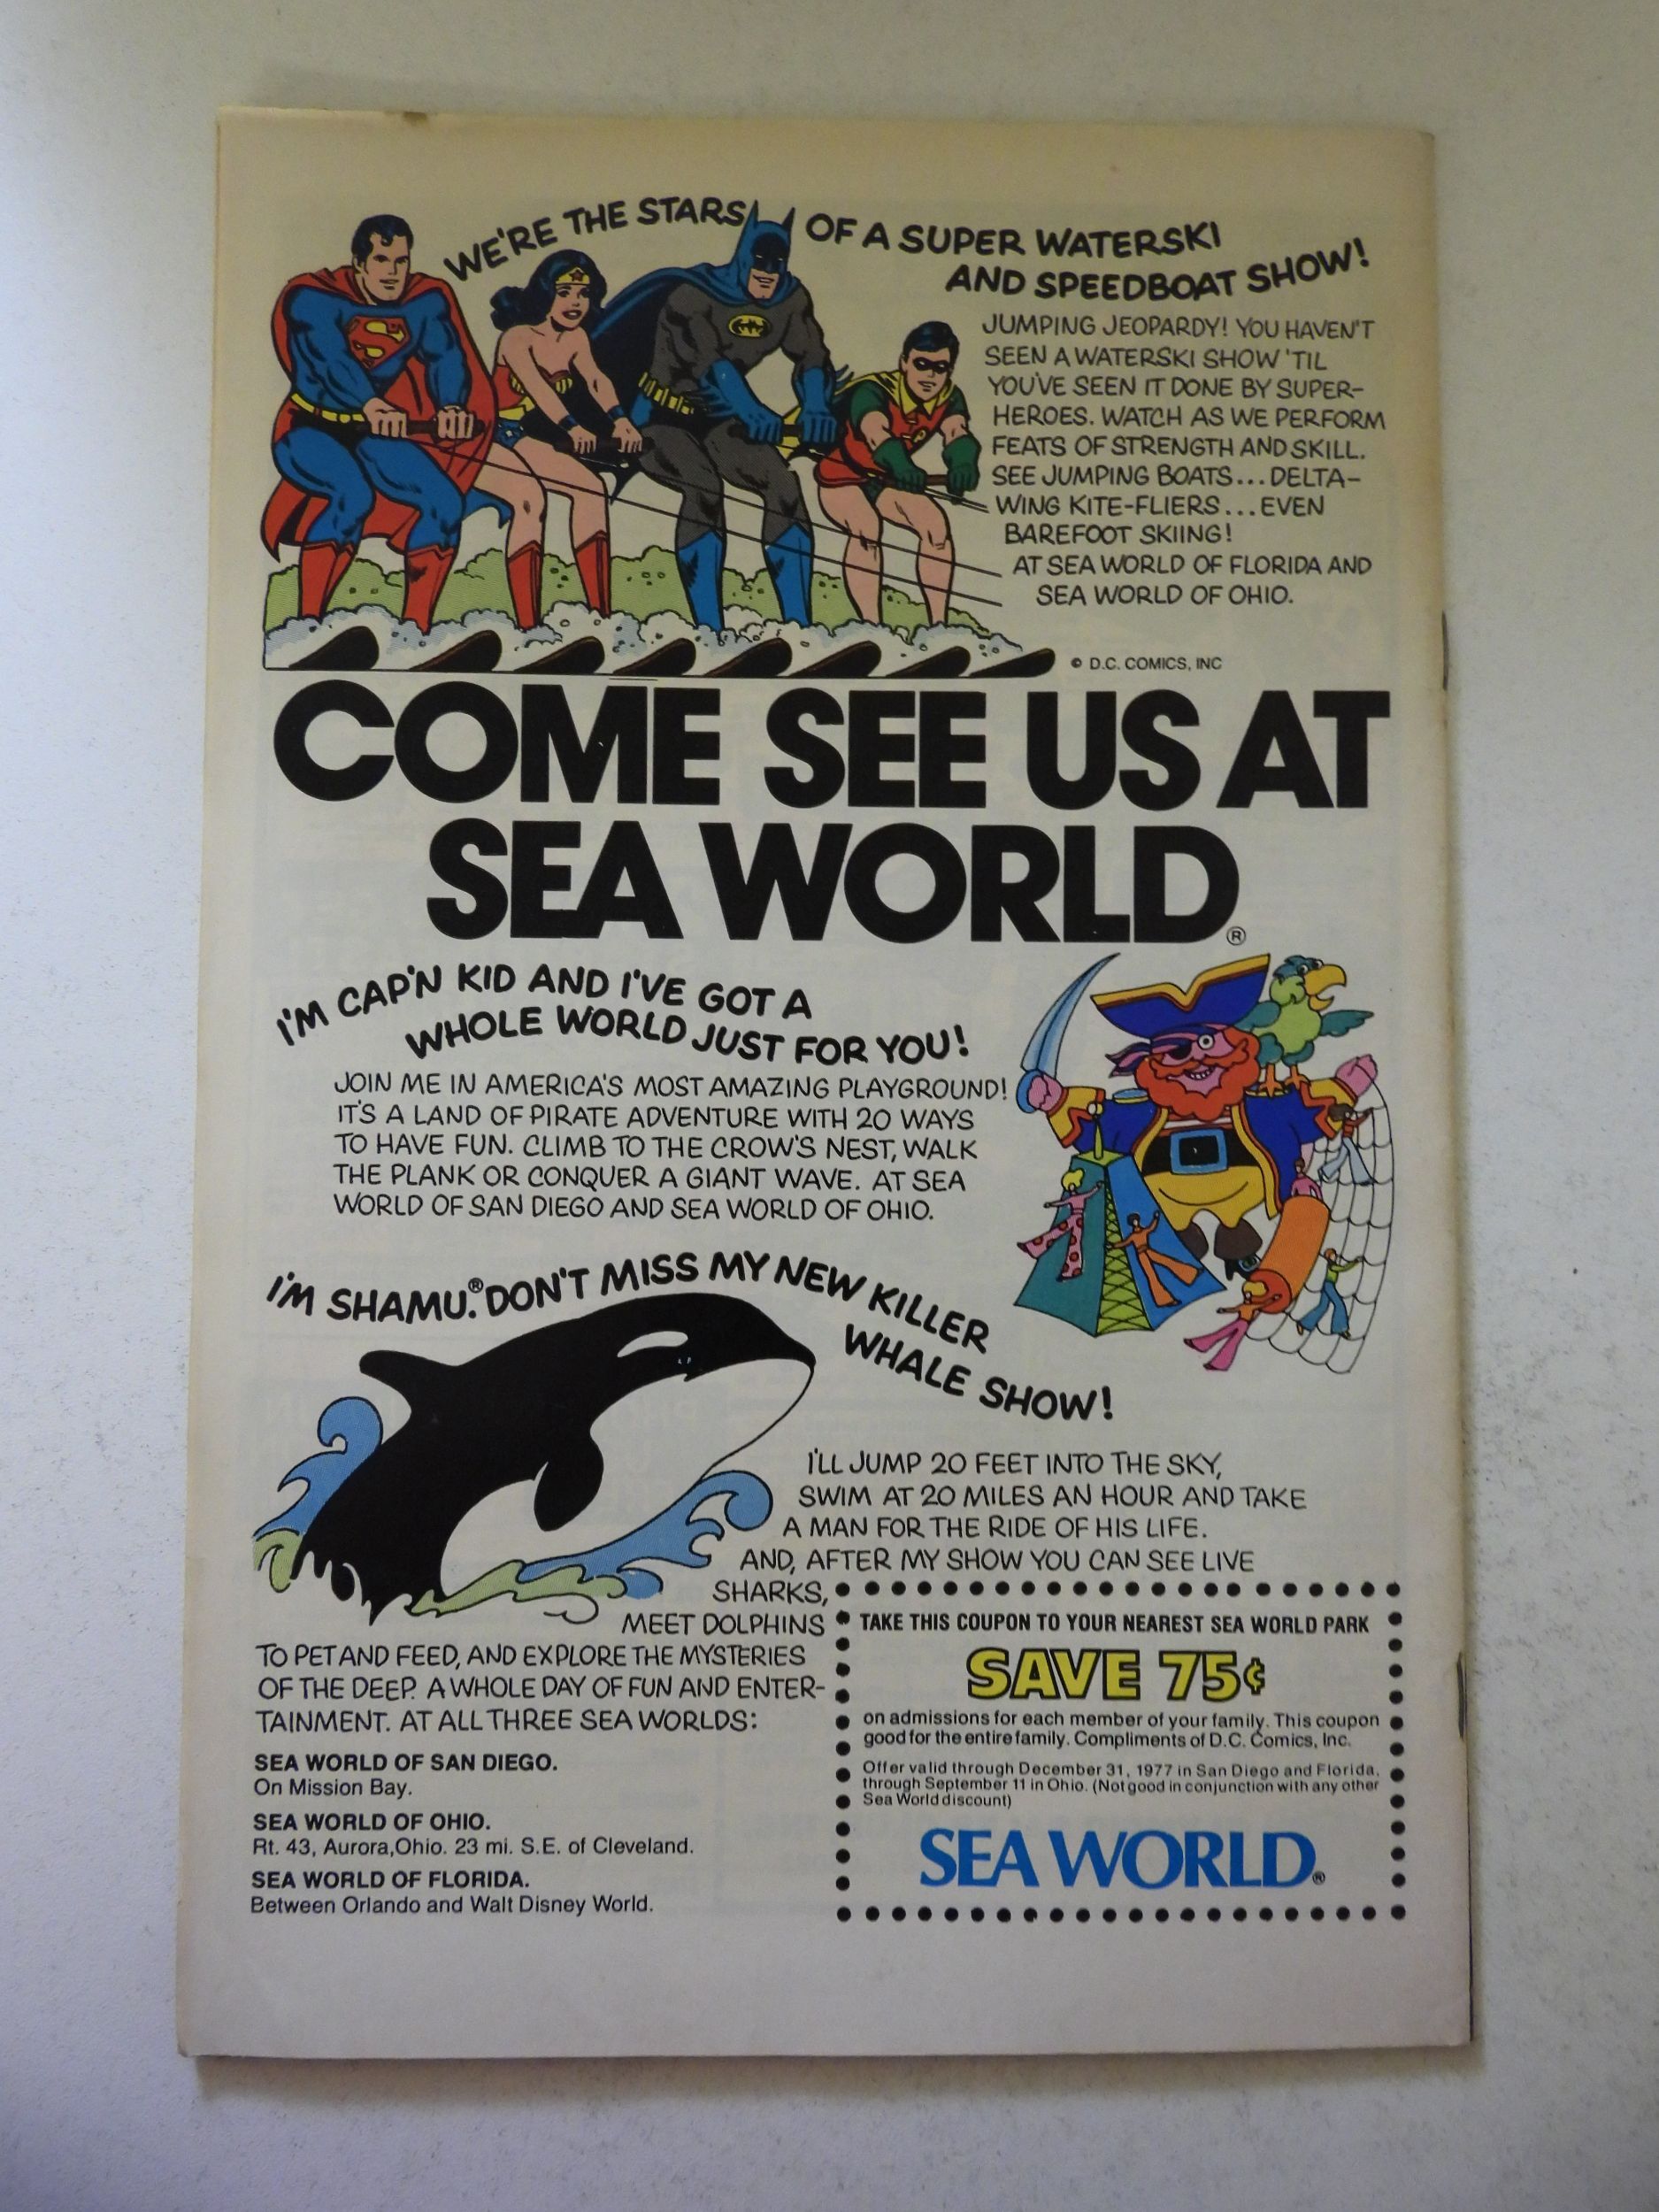 WE'RE THE STARS OF A SUPER WATERSKI
AND SPEEDBOAT SHOW!
JUMPING JEOPARDY! YOU HAVEN'T
SEEN A WATERSKI SHOW 'TIL
YOU'VE SEEN IT DONE BY SUPER-
HEROES. WATCH AS WE PERFORM
FEATS OF STRENGTH AND SKILL.
SEE JUMPING BOATS...DELTA-
WING KITE-FLIERS...EVEN
BAREFOOT SKIING!
AT SEA WORLD OF FLORIDA AND
SEA WORLD OF OHIO.
© D.C. COMICS, INC
COME SEE US AT
SEA WORLD®
I'M CAP'N KID AND I'VE GOT A
WHOLE WORLD JUST FOR YOU!
JOIN ME IN AMERICA'S MOST AMAZING PLAYGROUND!
IT'S A LAND OF PIRATE ADVENTURE WITH 20 WAYS
TO HAVE FUN. CLIMB TO THE CROW'S NEST, WALK
THE PLANK OR CONQUER A GIANT WAVE. AT SEA
WORLD OF SAN DIEGO AND SEA WORLD OF OHIO.
I'M SHAMU.® DON'T MISS MY NEW KILLER
WHALE SHOW!
I'LL JUMP 20 FEET INTO THE SKY,
SWIM AT 20 MILES AN HOUR AND TAKE
A MAN FOR THE RIDE OF HIS LIFE.
AND, AFTER MY SHOW YOU CAN SEE LIVE
SHARKS,
MEET DOLPHINS
TO PET AND FEED, AND EXPLORE THE MYSTERIES
OF THE DEEP. A WHOLE DAY OF FUN AND ENTER-
TAINMENT. AT ALL THREE SEA WORLDS:
SEA WORLD OF SAN DIEGO.
On Mission Bay.
SEA WORLD OF OHIO.
Rt. 43, Aurora,Ohio. 23 mi. S.E. of Cleveland.
SEA WORLD OF FLORIDA.
Between Orlando and Walt Disney World.
TAKE THIS COUPON TO YOUR NEAREST SEA WORLD PARK
SAVE 75¢
on admissions for each member of your family. This coupon
good for the entire family. Compliments of D.C. Comics, Inc.
Offer valid through December 31, 1977 in San Diego and Florida,
through September 11 in Ohio. (Not good in conjunction with any other
Sea World discount)
SEA WORLD®